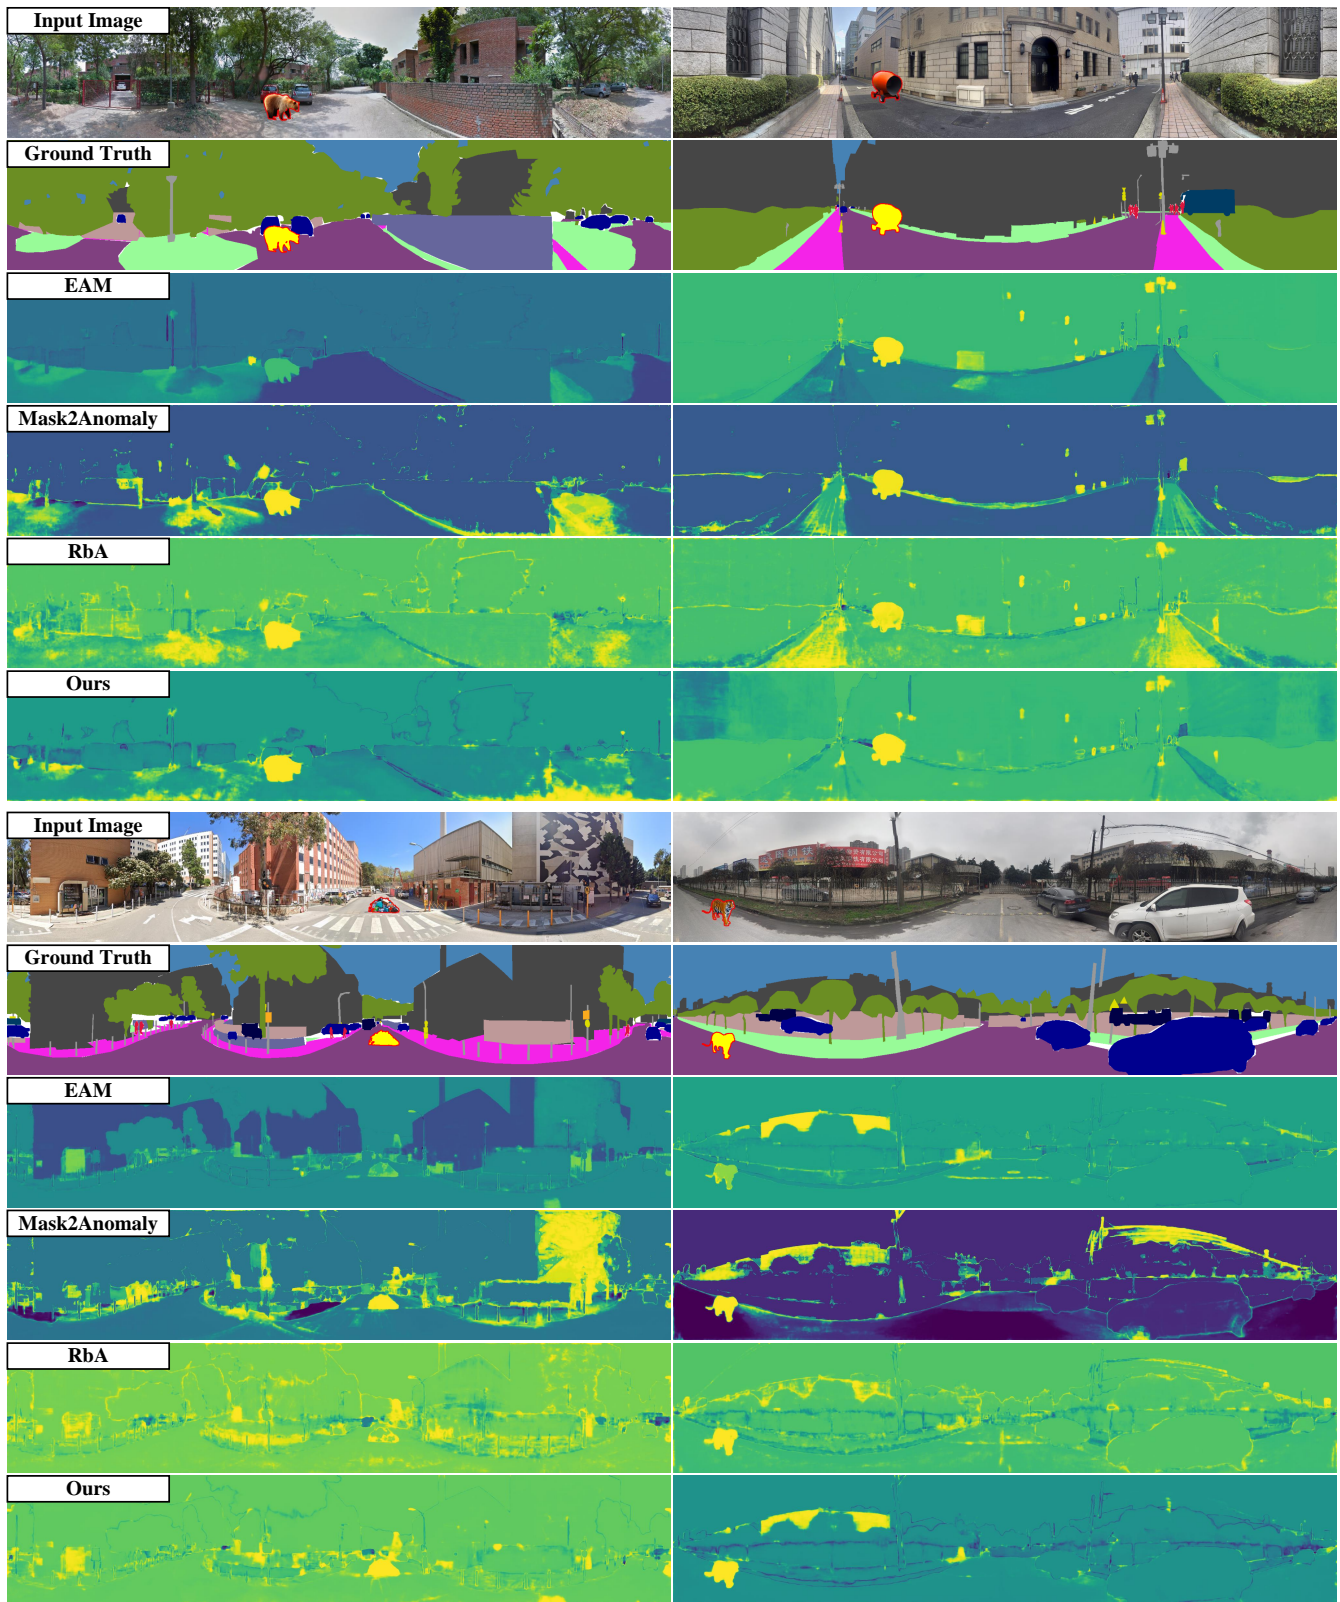 Input Image
Ground Truth
EAM
Mask2Anomaly
RbA
Ours
Input Image
Ground Truth
EAM
Mask2Anomaly
RbA
Ours